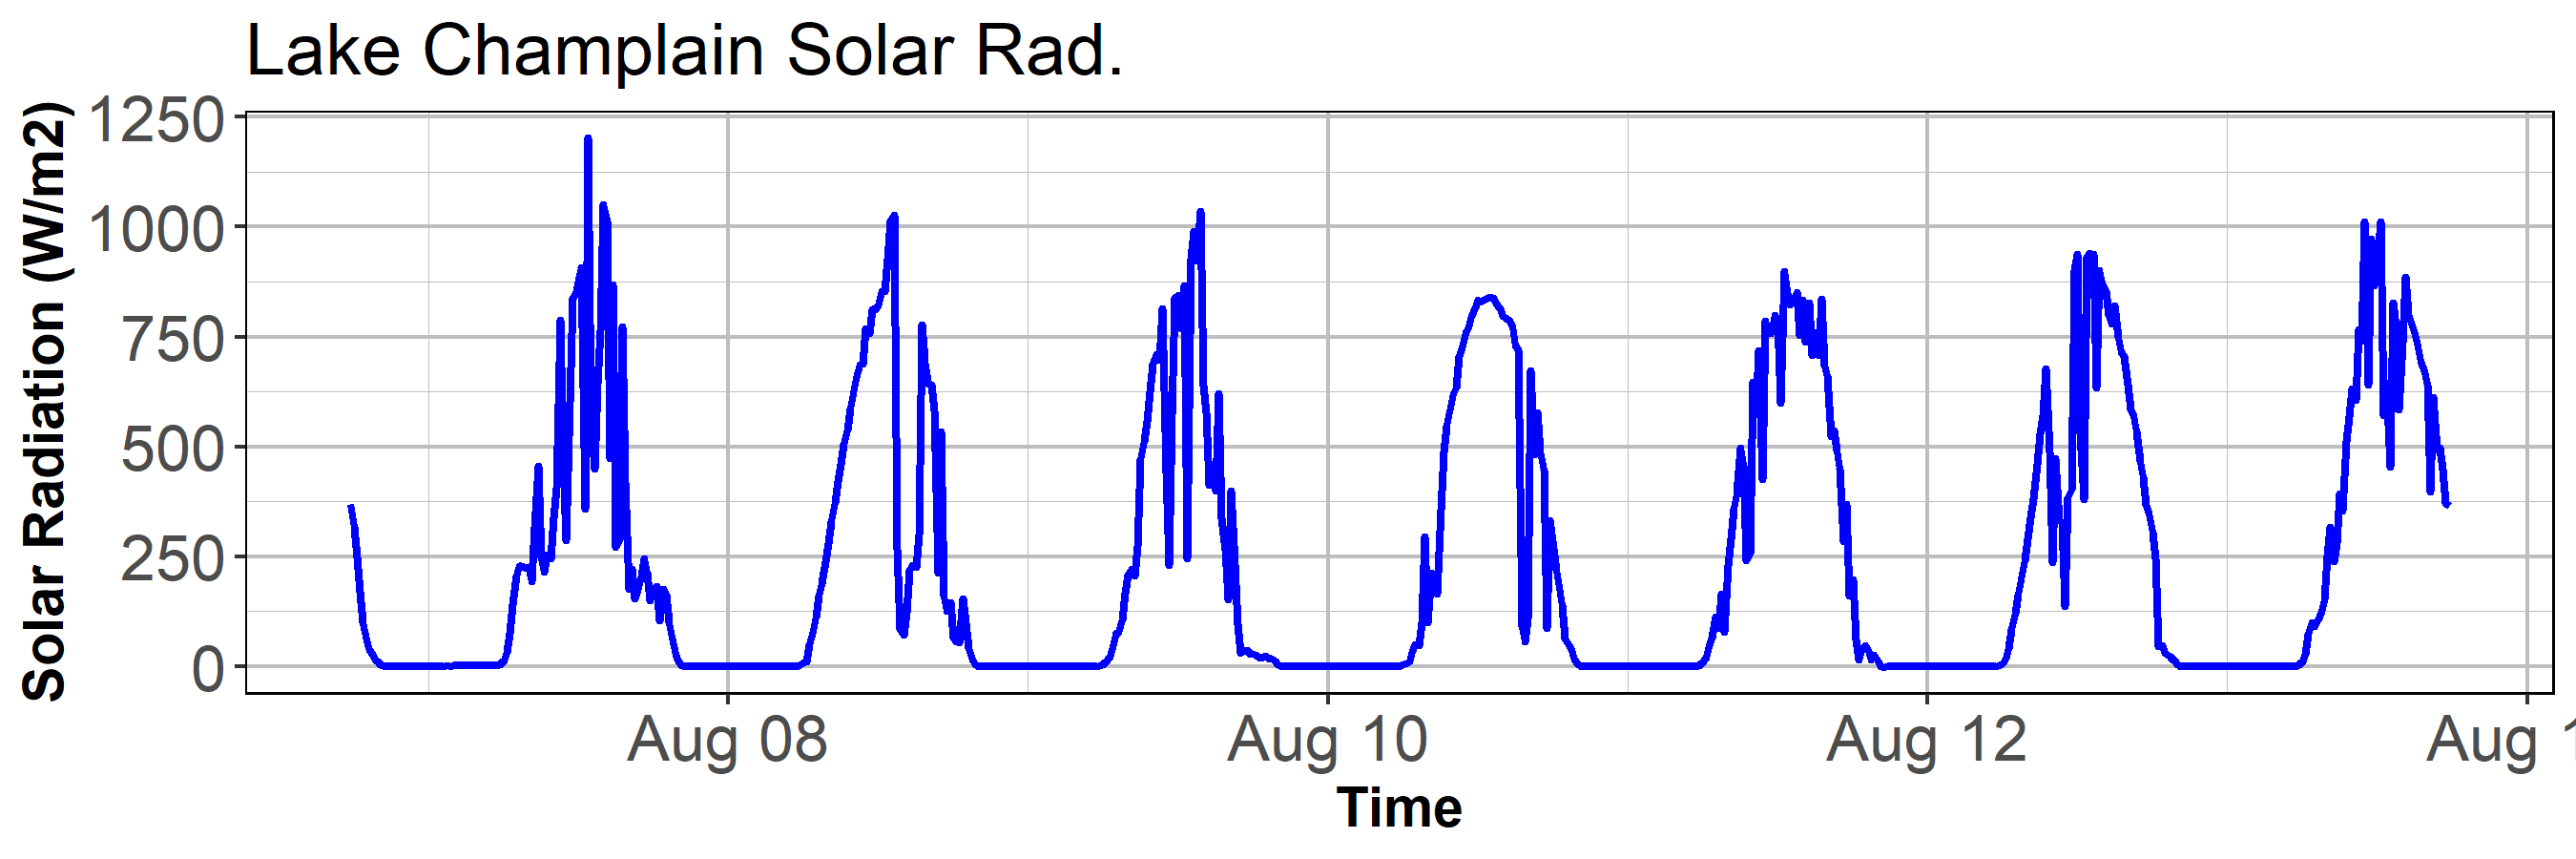 Lake Champlain Solar Rad.
Solar Radiation (W/m2)
1250
1000
750
500
250
0
Aug 08
Aug 10
Aug 12
Aug 1
Time